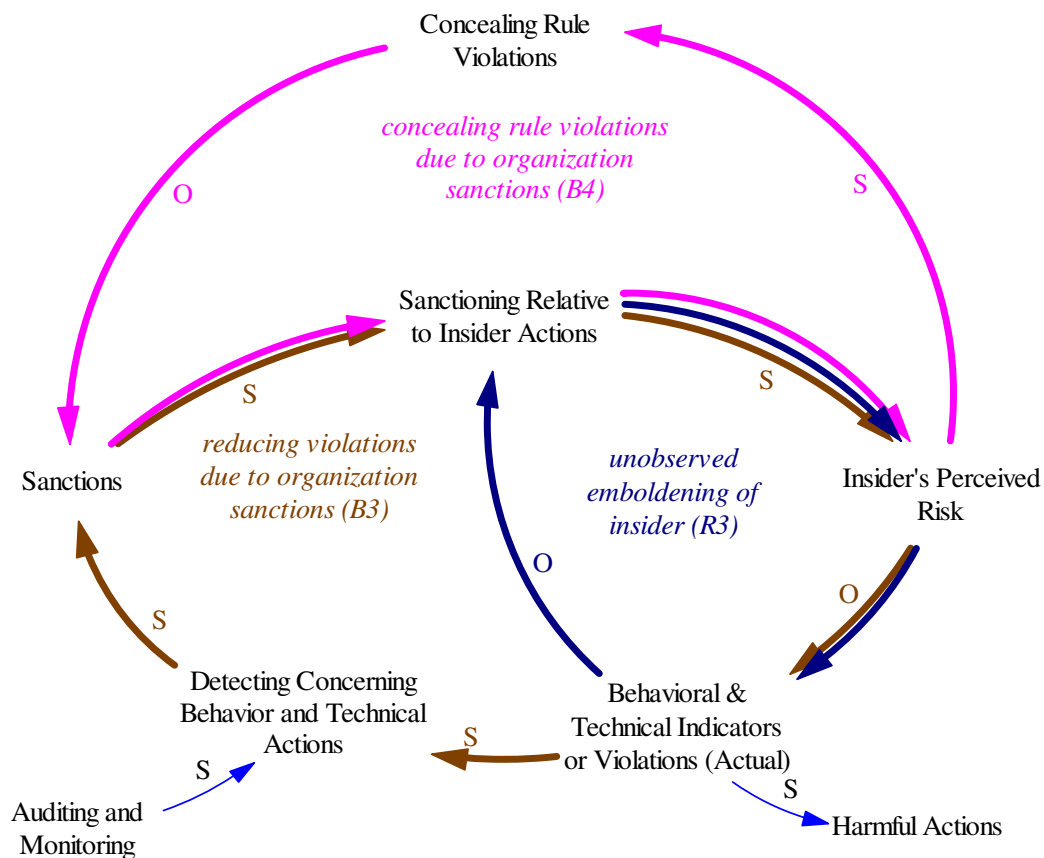 Concealing Rule
Violations
concealing rule violations
due to organization
sanctions (B4)
O
S
Sanctioning Relative
to Insider Actions
S
S
reducing violations
due to organization
sanctions (B3)
unobserved
emboldening of
insider (R3)
Sanctions
Insider's Perceived
Risk
O
O
S
Detecting Concerning
Behavior and Technical
Actions
S
Behavioral &
Technical Indicators
or Violations (Actual)
S
S
Auditing and
Monitoring
Harmful Actions